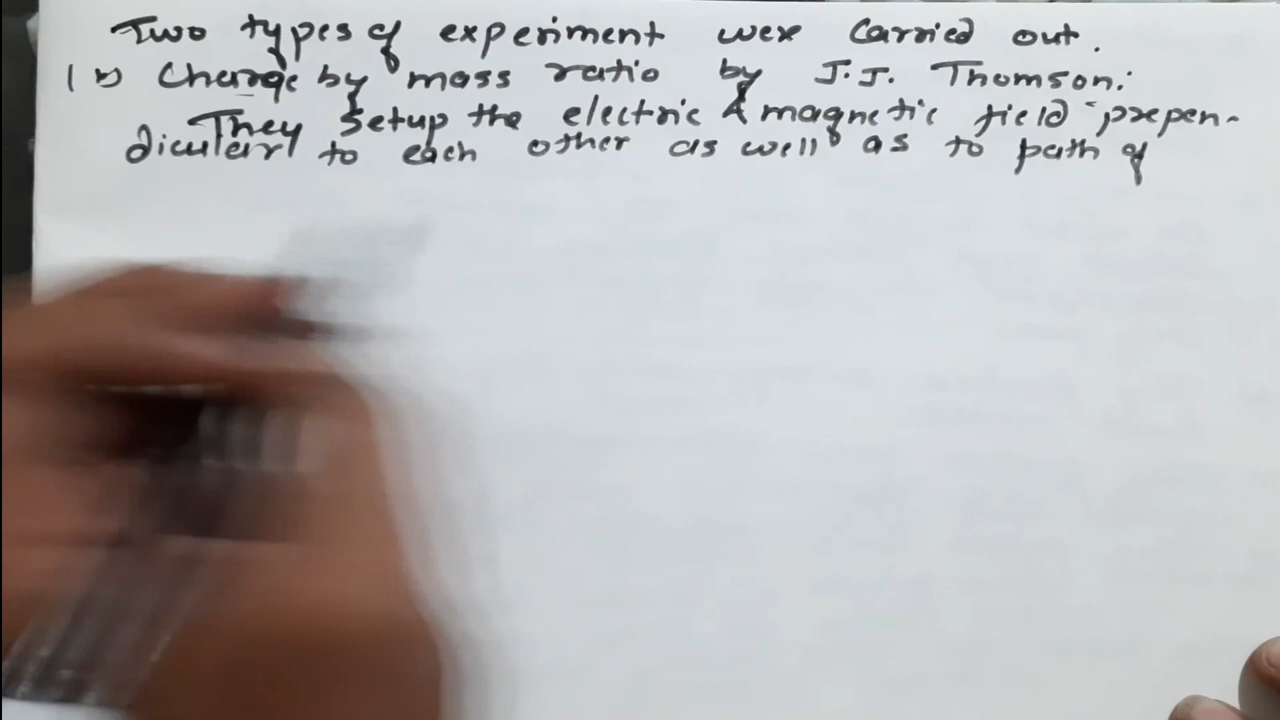 Two types of experiment were carried out.
1) Charge by mass ratio by J.J. Thomson:
They setup the electric & magnetic field prepen-
dicular to each other as well as to path of